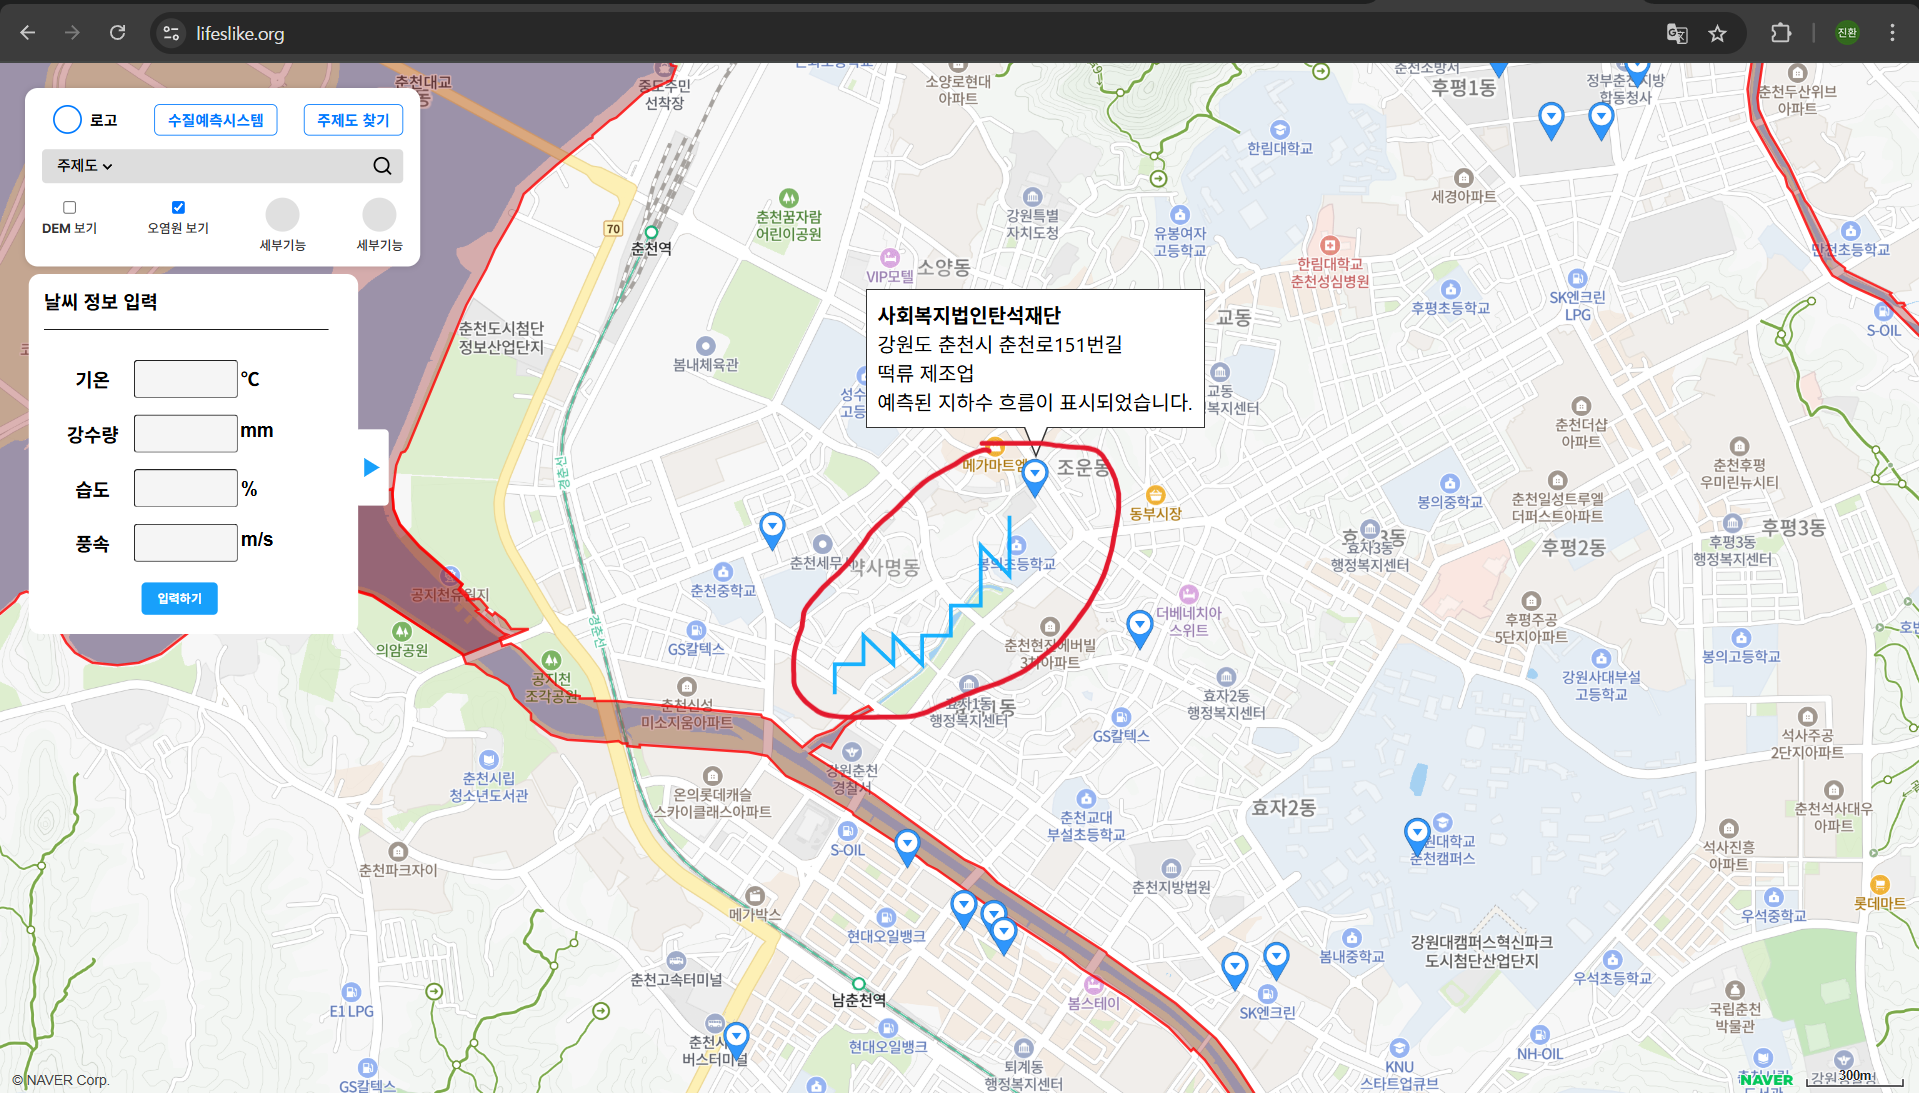 lifeslike.org
진환
로고
수질예측시스템
주제도 찾기
주제도
DEM 보기
오염원 보기
세부기능
세부기능
날씨 정보 입력
기온
℃
강수량
mm
습도
%
풍속
m/s
입력하기
사회복지법인탄석재단
강원도 춘천시 춘천로151번길
떡류 제조업
예측된 지하수 흐름이 표시되었습니다.
춘천대교
중도주민
선착장
소양로현대
아파트
춘천소방서
후평1동
정부춘천지방
합동청사
춘천두산위브
아파트
한림대학교
세경아파트
춘천꿈자람
어린이공원
강원특별
자치도청
유봉여자
고등학교
70
춘천역
VIP모텔
소양동
한림대학교
춘천성심병원
후평초등학교
SK엔크린
LPG
만천초등학교
S-OIL
교동
춘천도시첨단
정보산업단지
봄내체육관
춘천더샵
아파트
메가마트
조운동
동부시장
봉의중학교
춘천일성트루엘
더퍼스트아파트
춘천후평
우미린뉴시티
후평3동
후평3동
행정복지센터
후평2동
효자3동
행정복지센터
경춘선
춘천세무서
약사명동
봉의초등학교
춘천중학교
공지천유원지
의암공원
GS칼텍스
더베네치아
스위트
춘천현진에버빌
3차아파트
후평주공
5단지아파트
봉의고등학교
강원사대부설
고등학교
경춘선
공지천
조각공원
춘천신성
미소지움아파트
효자1동
행정복지센터
효자2동
행정복지센터
GS칼텍스
석사주공
2단지아파트
춘천시립
청소년도서관
강원춘천
경찰서
온의롯데캐슬
스카이클래스아파트
춘천교대
부설초등학교
효자2동
춘천석사대우
아파트
S-OIL
춘천캠퍼스
석사진흥
아파트
춘천파크자이
춘천지방법원
메가박스
현대오일뱅크
우석중학교
롯데마트
강원대캠퍼스혁신파크
도시첨단산업단지
봄내중학교
우석초등학교
춘천고속터미널
남춘천역
봄스테이
SK엔크린
E1 LPG
국립춘천
박물관
버스터미널
현대오일뱅크
퇴계동
행정복지센터
NH-OIL
KNU
스타트업큐브
GS칼텍스
© NAVER Corp.
NAVER
300m